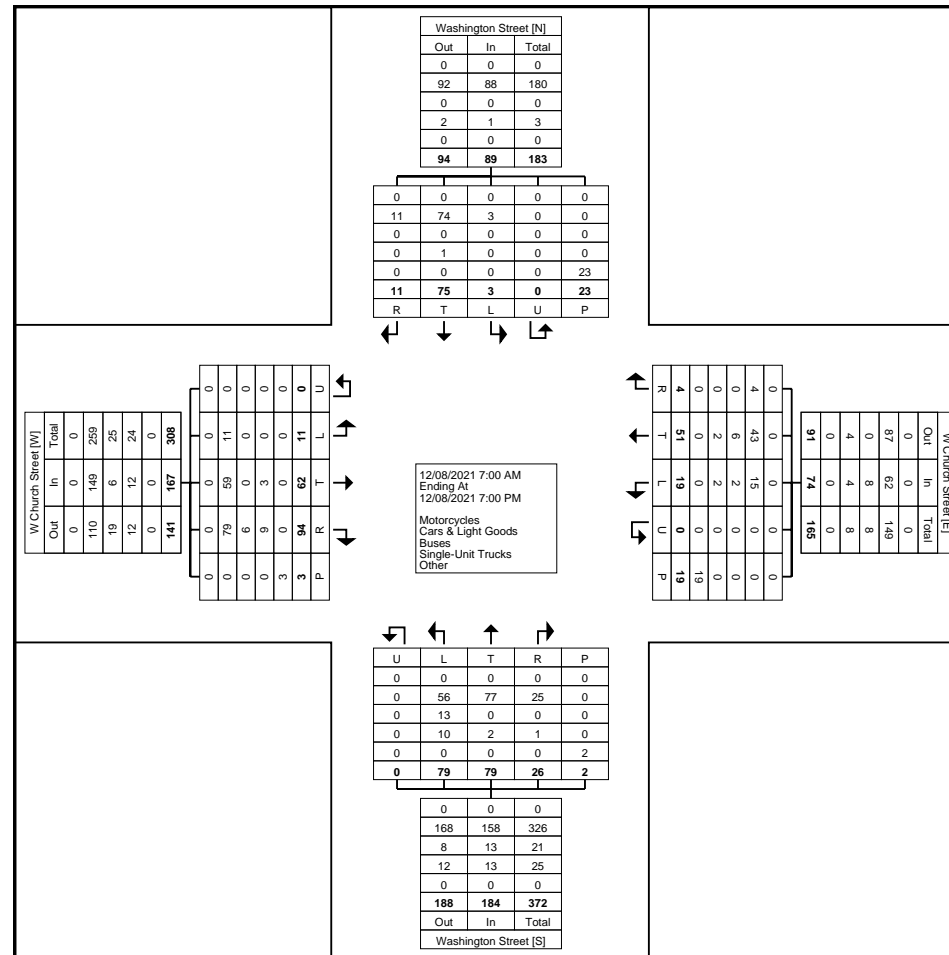 Washington Street [N]
Out In Total
0 0 0
92 88 180
0 0 0
2 1 3
0 0 0
94 89 183
0 0 0 0 0
11 74 3 0 0
0 0 0 0 0
0 1 0 0 0
0 0 0 0 23
11 75 3 0 23
R T L U P
W Church Street [W]
Out In Total
0 0 0
110 149 259
19 6 25
12 12 24
0 0 0
141 167 308
0 0 0 0 0
0 79 59 11 0
0 6 0 0 0
0 9 3 0 0
3 0 0 0 0
3 94 62 11 0
P R T L U
12/08/2021 7:00 AM
Ending At
12/08/2021 7:00 PM
Motorcycles
Cars & Light Goods
Buses
Single-Unit Trucks
Other
W Church Street [E]
Out In Total
0 0 0
87 62 149
0 8 8
4 4 8
0 0 0
91 74 165
0 0 0 0 0
4 43 15 0 0
0 6 2 0 0
0 2 2 0 0
0 0 0 0 19
4 51 19 0 19
R T L U P
U L T R P
0 0 0 0 0
0 56 77 25 0
0 13 0 0 0
0 10 2 1 0
0 0 0 0 2
0 79 79 26 2
0 0 0
168 158 326
8 13 21
12 13 25
0 0 0
188 184 372
Out In Total
Washington Street [S]